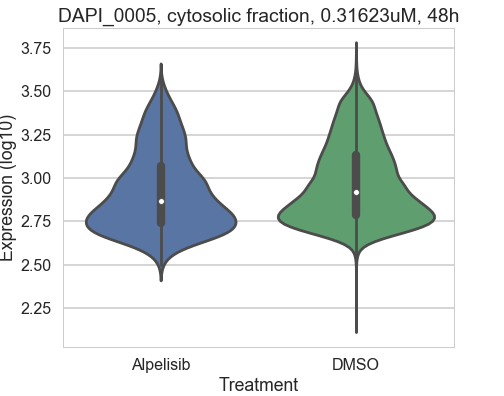 DAPI_0005, cytosolic fraction, 0.31623uM, 48h
Expression (log10)
3.75
3.50
3.25
3.00
2.75
2.50
2.25
Alpelisib
DMSO
Treatment